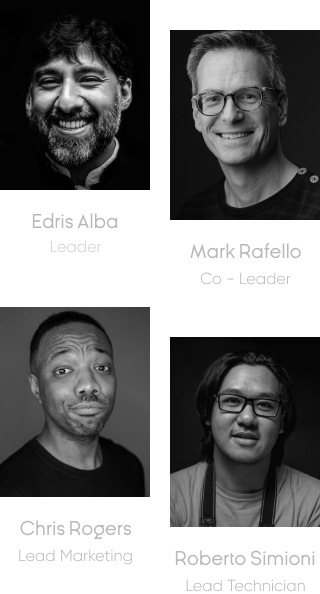 Edris Alba
Leader
Mark Rafello
Co - Leader
Chris Rogers
Lead Marketing
Roberto Simioni
Lead Technician